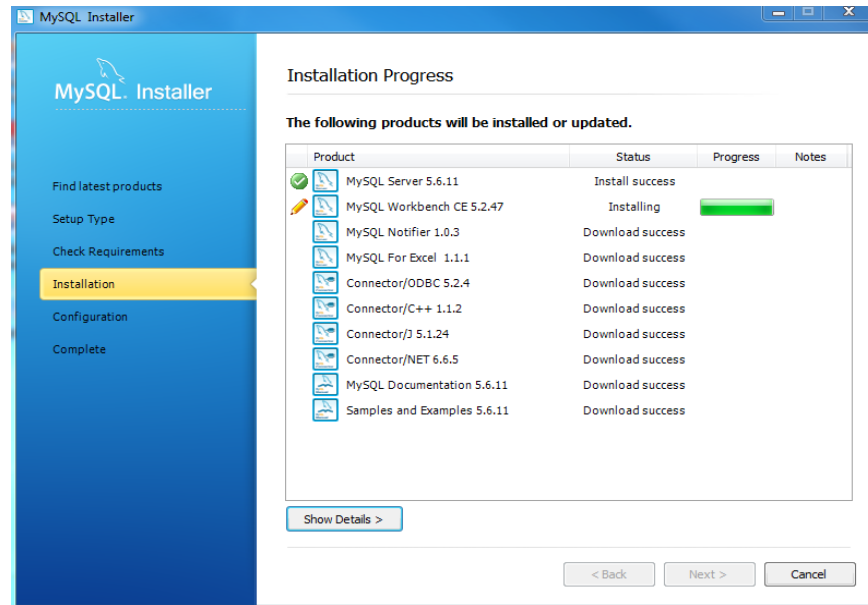 MySQL Installer
MySQL. Installer
Find latest products
Setup Type
Check Requirements
Installation
Configuration
Complete
Installation Progress
The following products will be installed or updated.
Product Status Progress Notes
MySQL Server 5.6.11 Install success
MySQL Workbench CE 5.2.47 Installing
MySQL Notifier 1.0.3 Download success
MySQL For Excel 1.1.1 Download success
Connector/ODBC 5.2.4 Download success
Connector/C++ 1.1.2 Download success
Connector/J 5.1.24 Download success
Connector/NET 6.6.5 Download success
MySQL Documentation 5.6.11 Download success
Samples and Examples 5.6.11 Download success
Show Details >
< Back Next > Cancel